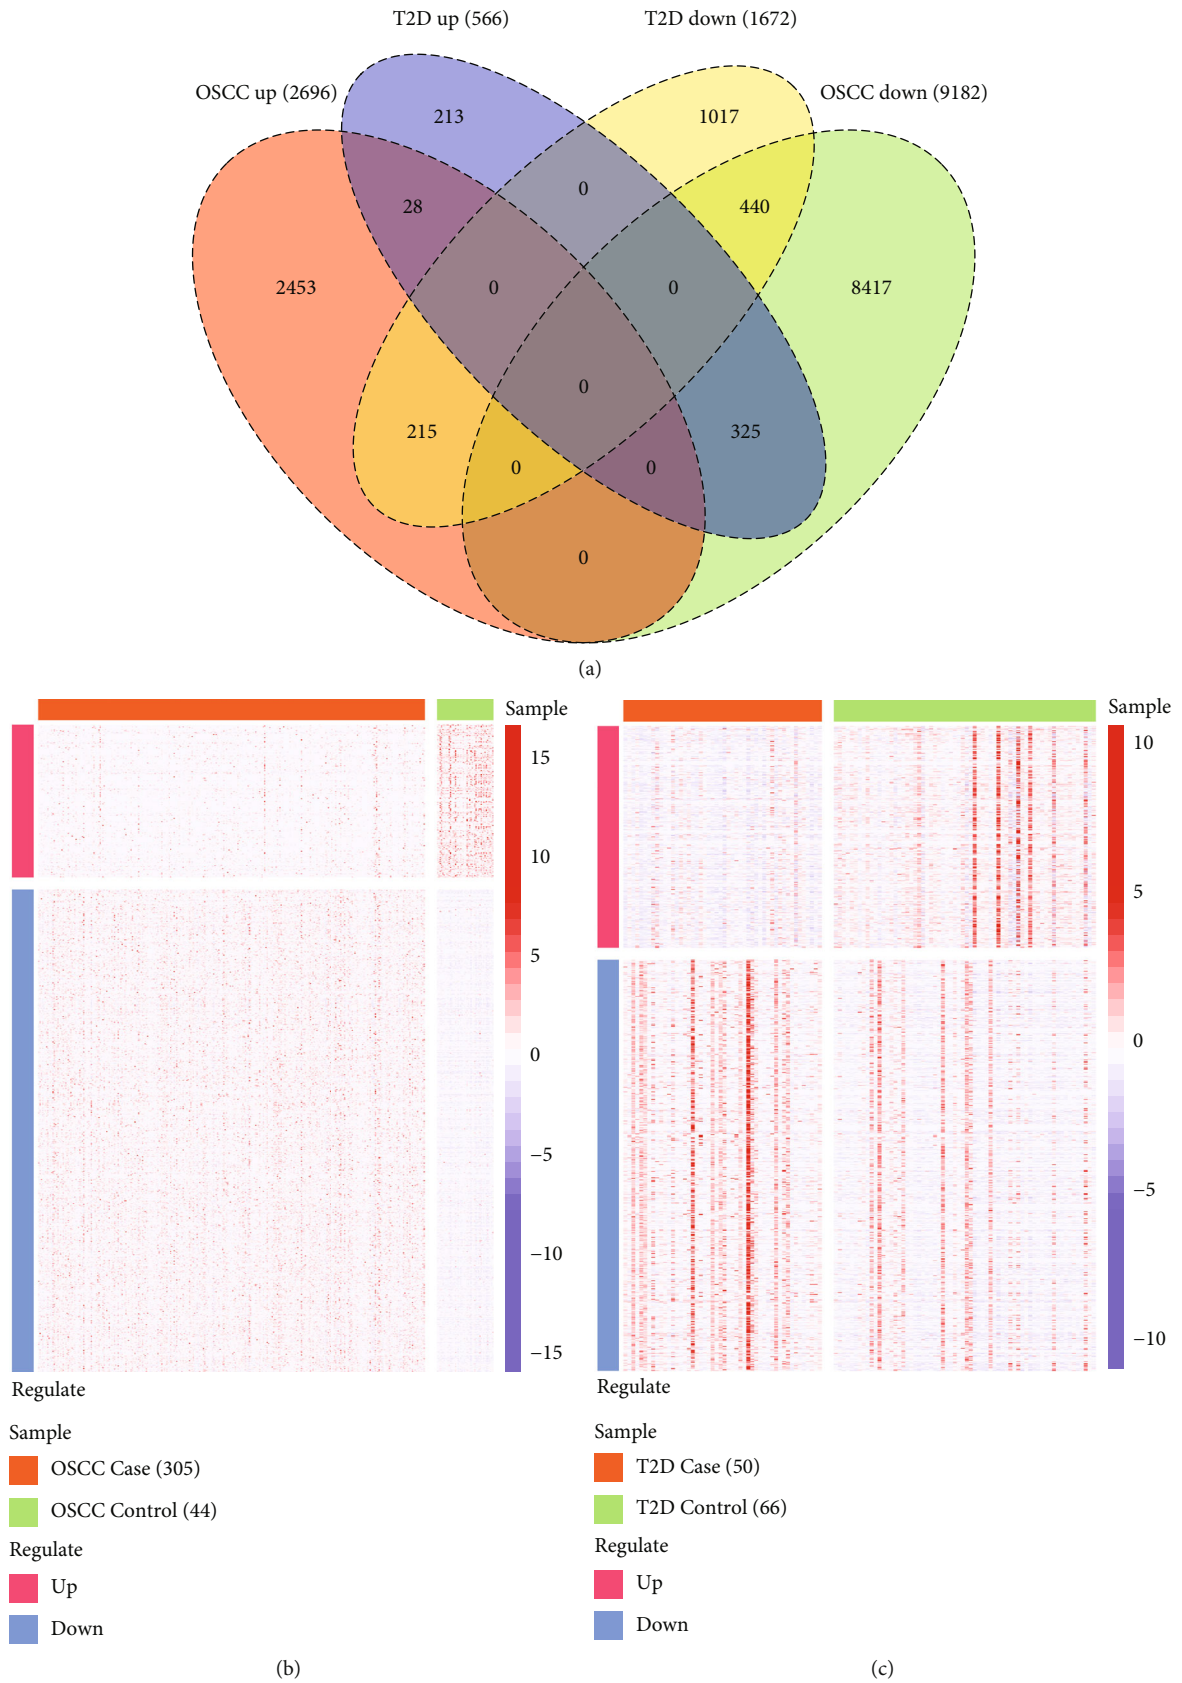 T2D up (566)
T2D down (1672)
OSCC up (2696)
OSCC down (9182)
213
1017
0
28
440
2453
0
0
8417
0
215
325
0
0
0
(a)
Sample
15
10
5
0
−5
−10
−15
Regulate
Sample
OSCC Case (305)
OSCC Control (44)
Regulate
Up
Down
(b)
Sample
10
5
0
−5
−10
Regulate
Sample
T2D Case (50)
T2D Control (66)
Regulate
Up
Down
(c)